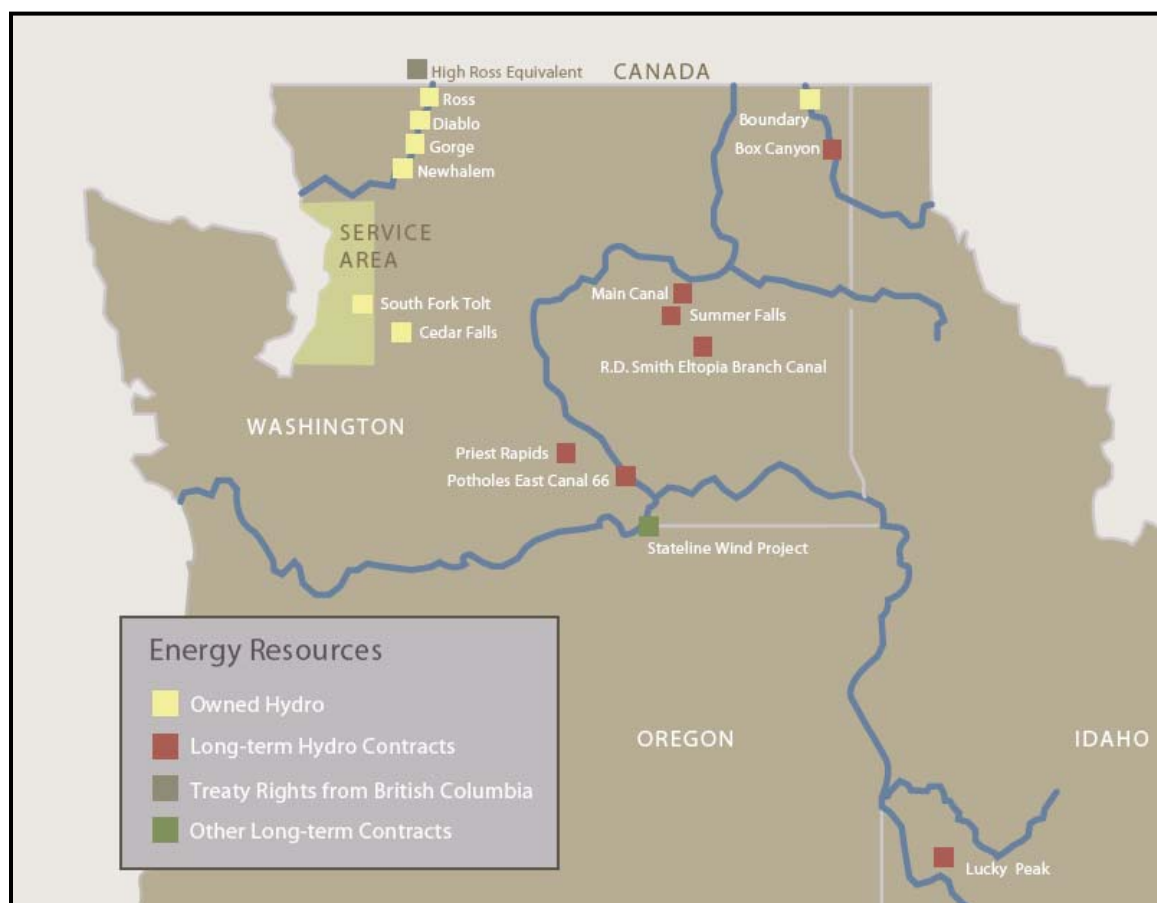 High Ross Equivalent
CANADA
Ross
Diablo
Gorge
Newhalem
Boundary
Box Canyon
SERVICE
AREA
South Fork Tolt
Cedar Falls
Main Canal
Summer Falls
R.D. Smith Eltopia Branch Canal
WASHINGTON
Priest Rapids
Potholes East Canal 66
Stateline Wind Project
Energy Resources
Owned Hydro
Long-term Hydro Contracts
Treaty Rights from British Columbia
Other Long-term Contracts
OREGON
IDAHO
Lucky Peak